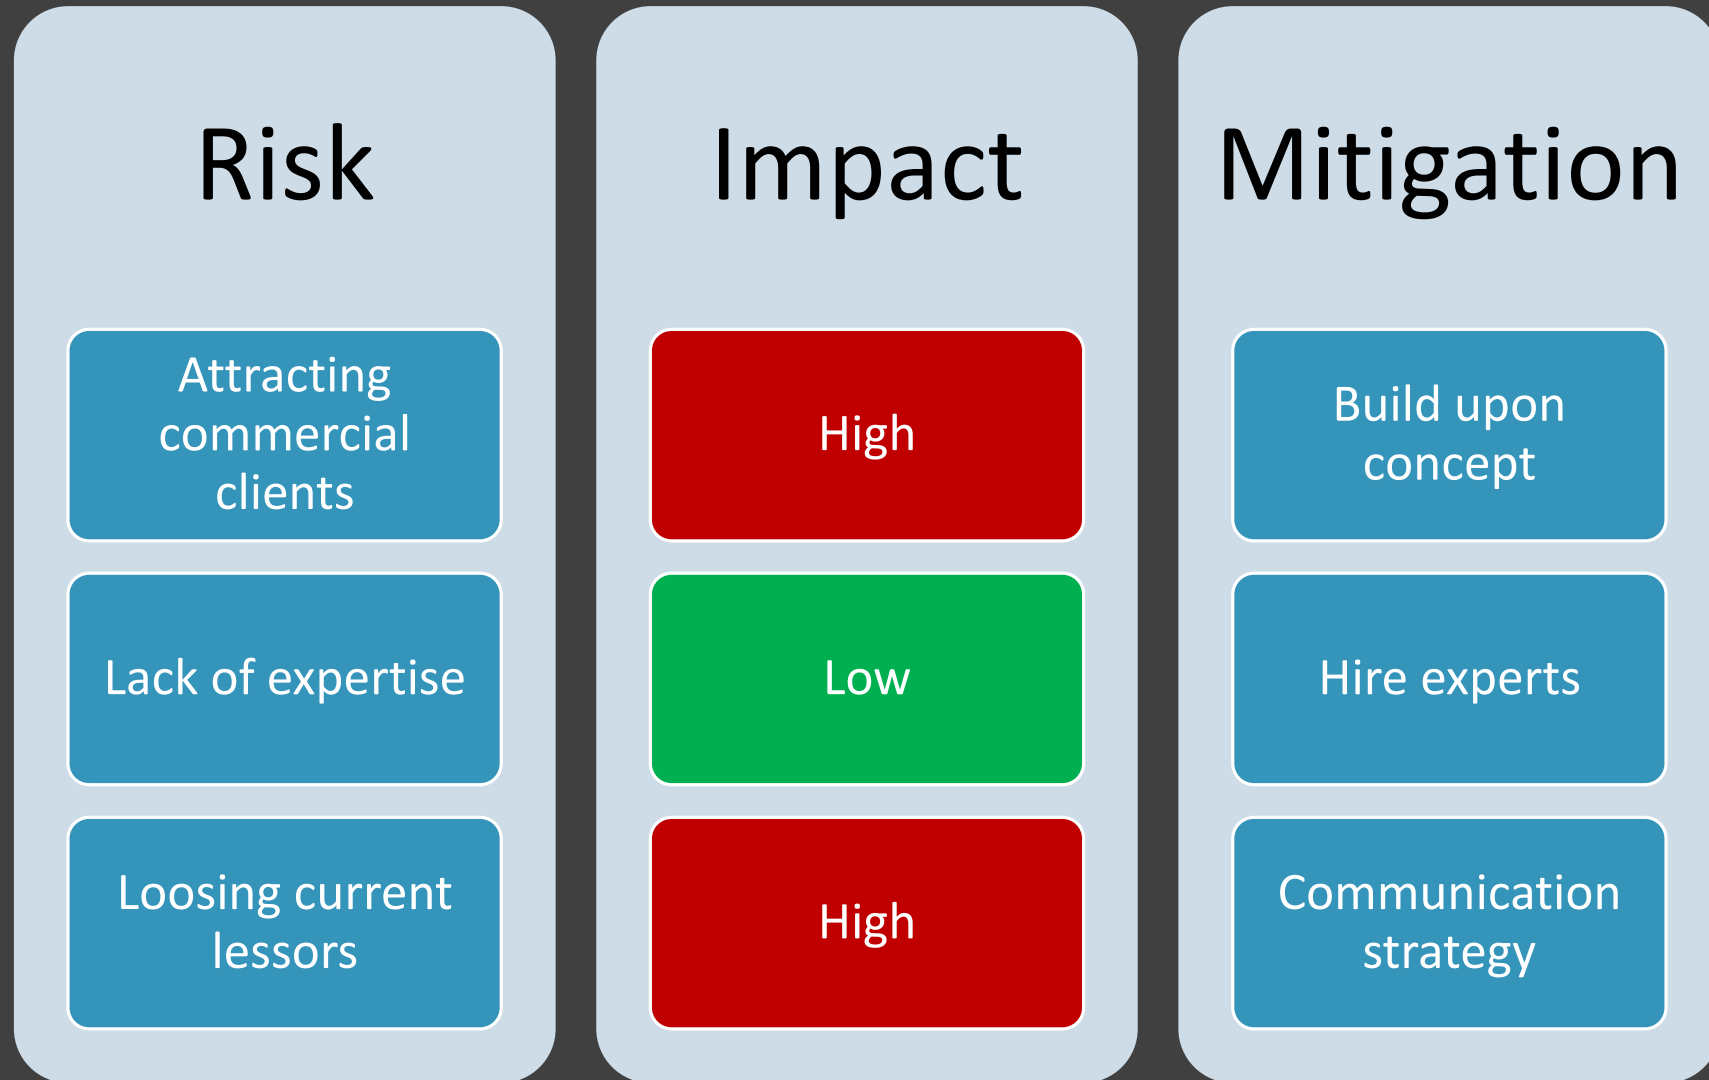 Risk
Impact
Mitigation
Attracting
commercial
clients
High
Build upon
concept
Lack of expertise
Low
Hire experts
Loosing current
lessors
High
Communication
strategy